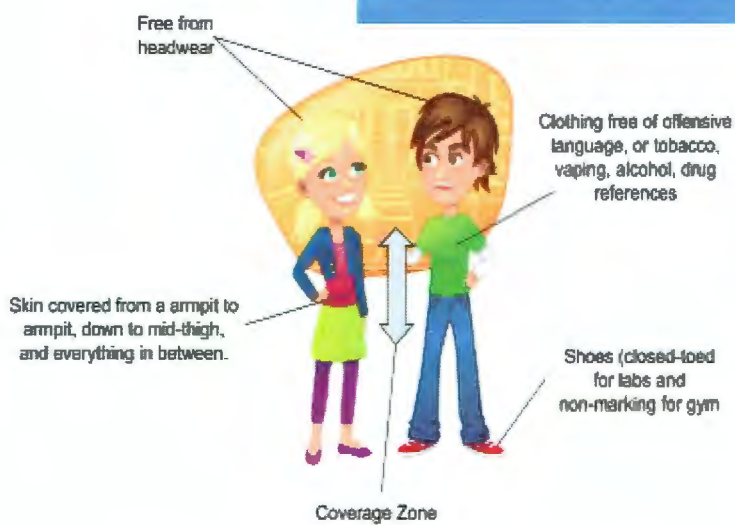 Free from
headwear
Clothing free of offensive
language, or tobacco,
vaping, alcohol, drug
references
Skin covered from a armpit to
armpit, down to mid-thigh,
and everything in between.
Shoes (closed-toed
for labs and
non-marking for gym
Coverage Zone